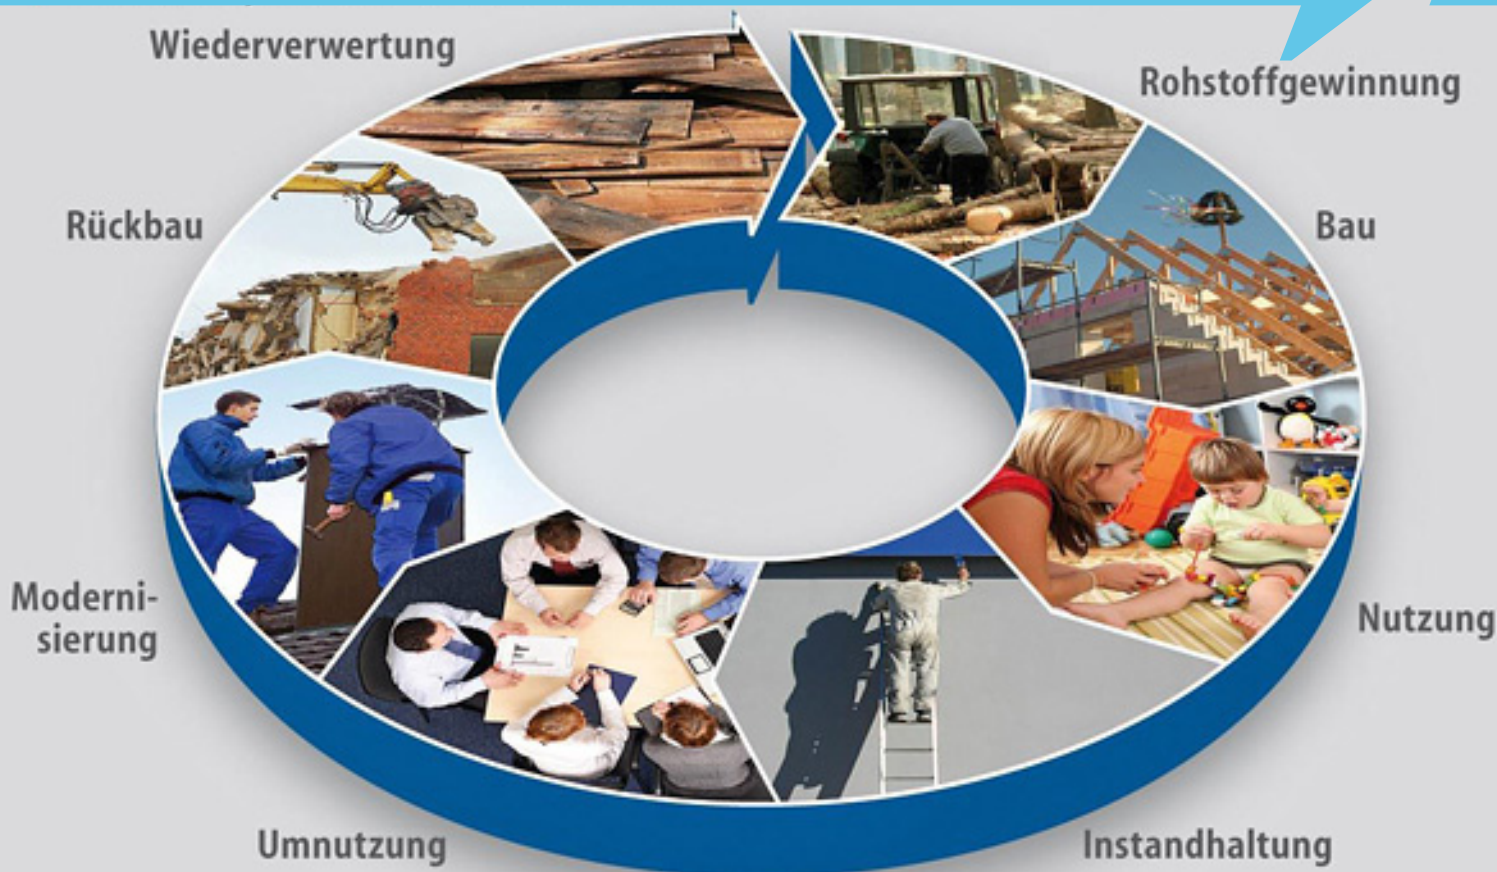 Wiederverwertung
Rohstoffgewinnung
Rückbau
Bau
Moderni-
sierung
Nutzung
Umnutzung
Instandhaltung